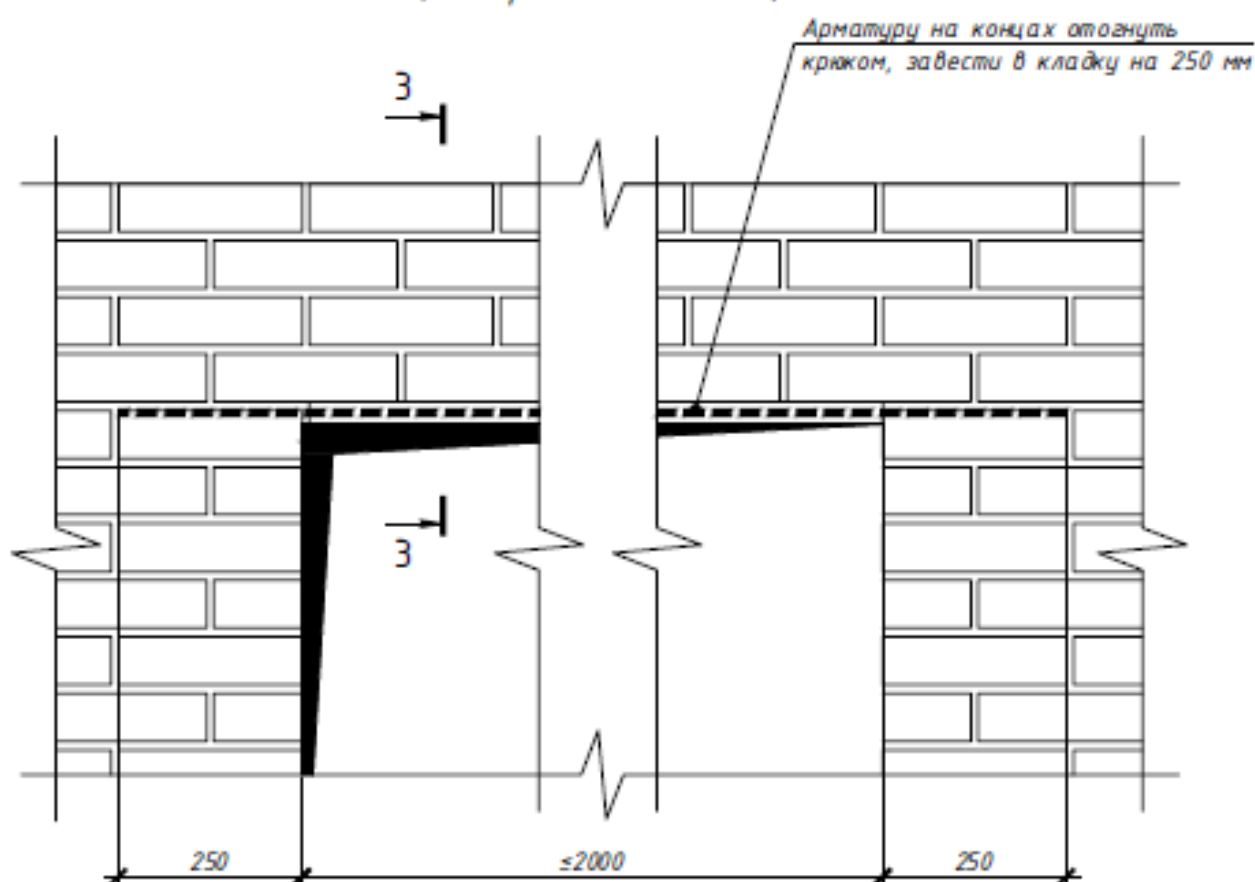 Арматуру на концах отогнуть
крюком, завести в кладку на 250 мм
3
3
250
≤2000
250